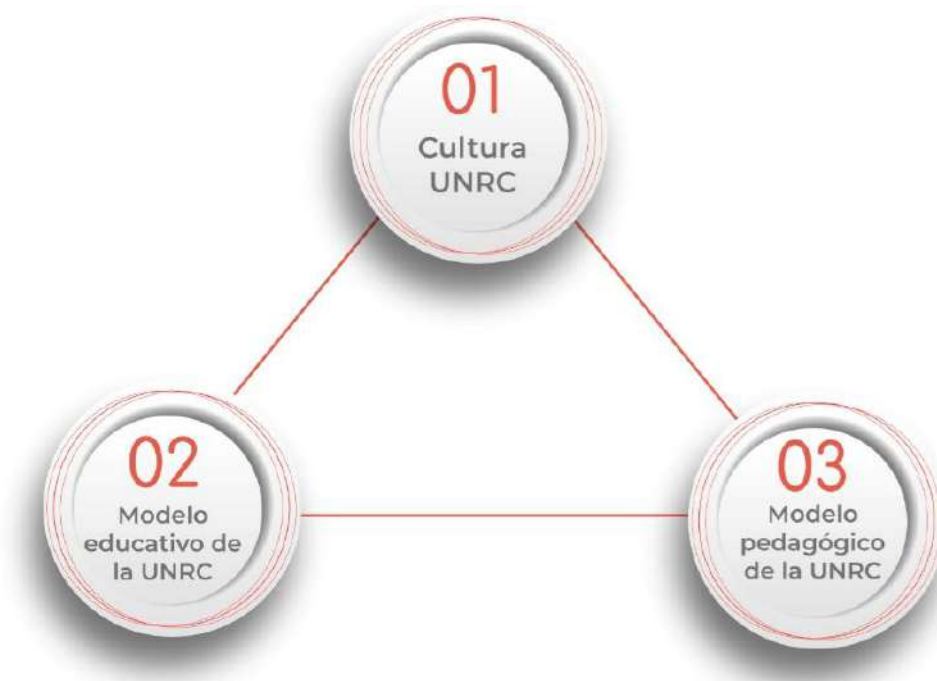 01
Cultura
UNRC
02
Modelo
educativo de
la UNRC
03
Modelo
pedagógico
de la UNRC